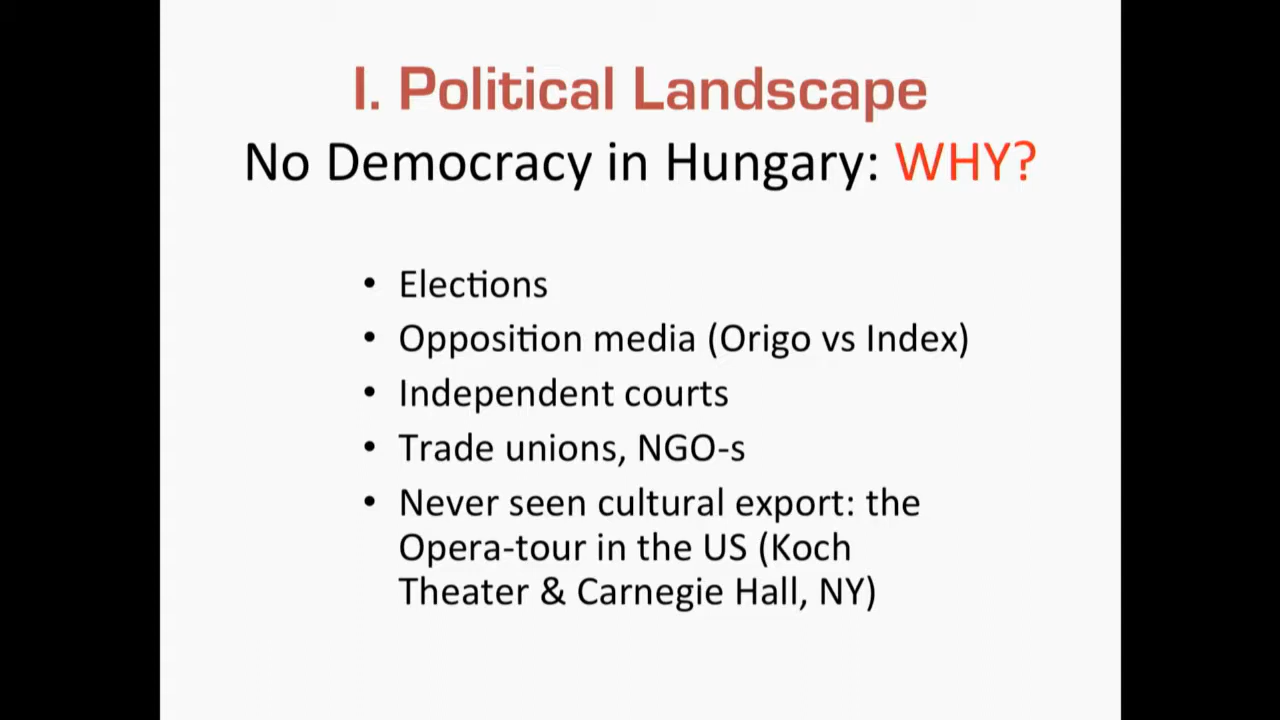 I. Political Landscape
No Democracy in Hungary: WHY?
• Elections
• Opposition media (Origo vs Index)
• Independent courts
• Trade unions, NGO-s
• Never seen cultural export: the
Opera-tour in the US (Koch
Theater & Carnegie Hall, NY)